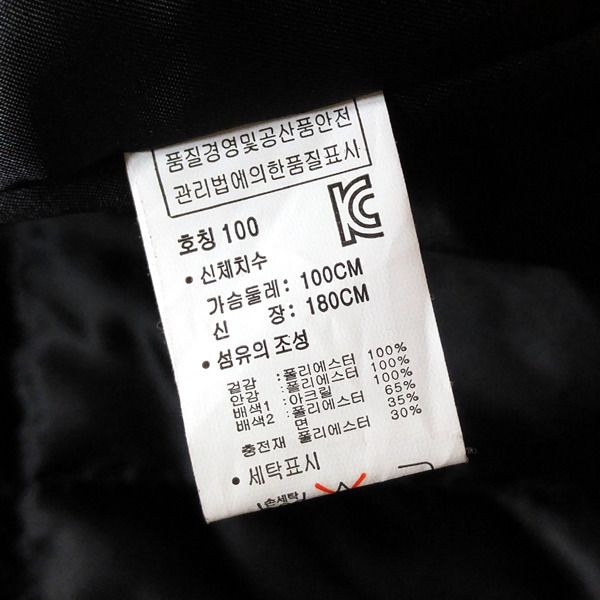 품질경영및공산품안전
관리법에의한품질표시
호칭 100
KC
• 신체치수
가슴둘레: 100CM
신 장: 180CM
• 섬유의 조성
겉감 :폴리에스터 100%
안감 :폴리에스터 100%
배색1 :아크릴 100%
배색2 :폴리에스터 65%
면 35%
충전재 폴리에스터 30%
• 세탁표시
손세탁